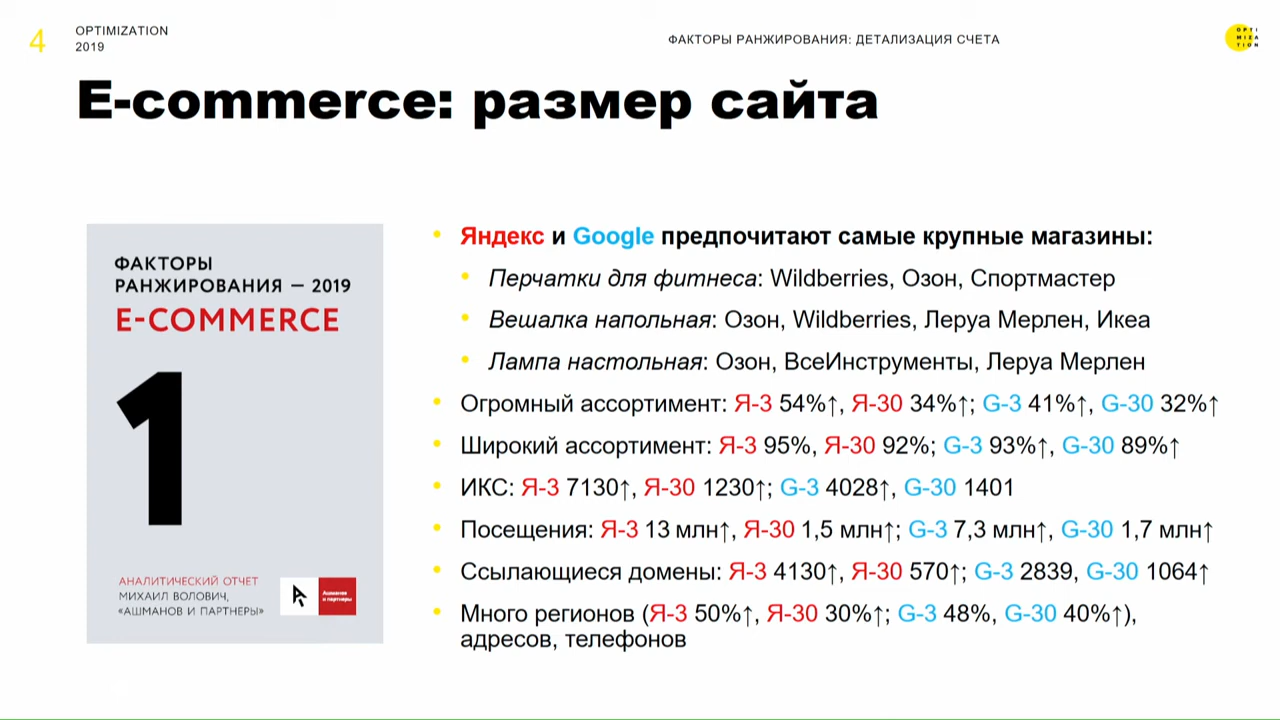 4
OPTIMIZATION
2019
ФАКТОРЫ РАНЖИРОВАНИЯ: ДЕТАЛИЗАЦИЯ СЧЕТА
OPTI
MIZA
TION
E-commerce: размер сайта
ФАКТОРЫ
РАНЖИРОВАНИЯ — 2019
E-COMMERCE
1
АНАЛИТИЧЕСКИЙ ОТЧЕТ
МИХАИЛ ВОЛОВИЧ,
«АШМАНОВ И ПАРТНЕРЫ»
Ашманов
и партнеры
• Яндекс и Google предпочитают самые крупные магазины:
• Перчатки для фитнеса: Wildberries, Озон, Спортмастер
• Вешалка напольная: Озон, Wildberries, Леруа Мерлен, Икеа
• Лампа настольная: Озон, ВсеИнструменты, Леруа Мерлен
• Огромный ассортимент: Я-3 54%↑, Я-30 34%↑; G-3 41%↑, G-30 32%↑
• Широкий ассортимент: Я-3 95%, Я-30 92%; G-3 93%↑, G-30 89%↑
• ИКС: Я-3 7130↑, Я-30 1230↑; G-3 4028↑, G-30 1401
• Посещения: Я-3 13 млн↑, Я-30 1,5 млн↑; G-3 7,3 млн↑, G-30 1,7 млн↑
• Ссылающиеся домены: Я-3 4130↑, Я-30 570↑; G-3 2839, G-30 1064↑
• Много регионов (Я-3 50%↑, Я-30 30%↑; G-3 48%, G-30 40%↑),
адресов, телефонов